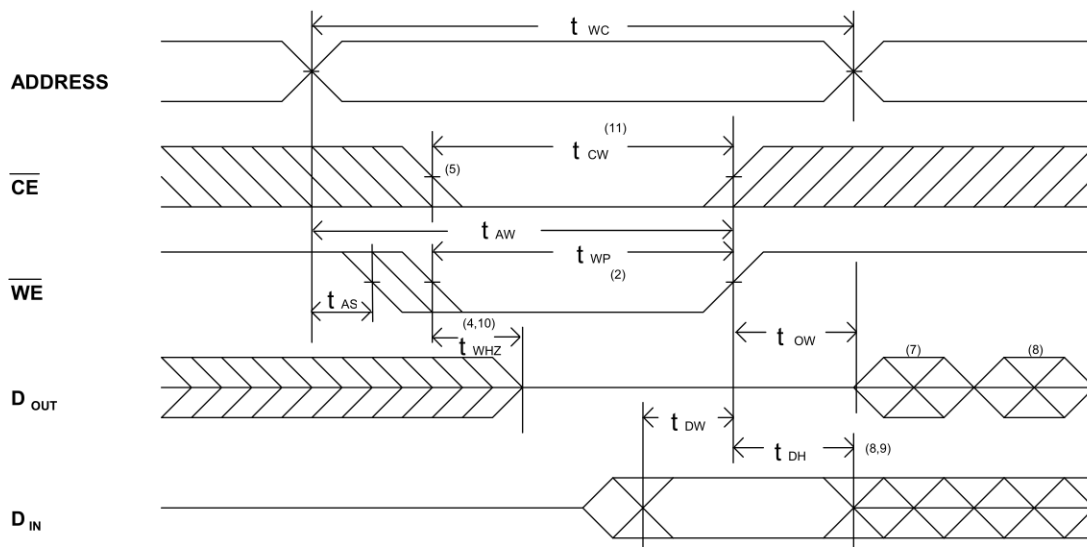 t WC
ADDRESS
(11)
t CW
(5)
CE
t AW
t WP
(2)
WE
t AS
(4,10)
t WHZ
t OW
(7)
(8)
D OUT
t DW
t DH
(8,9)
D IN